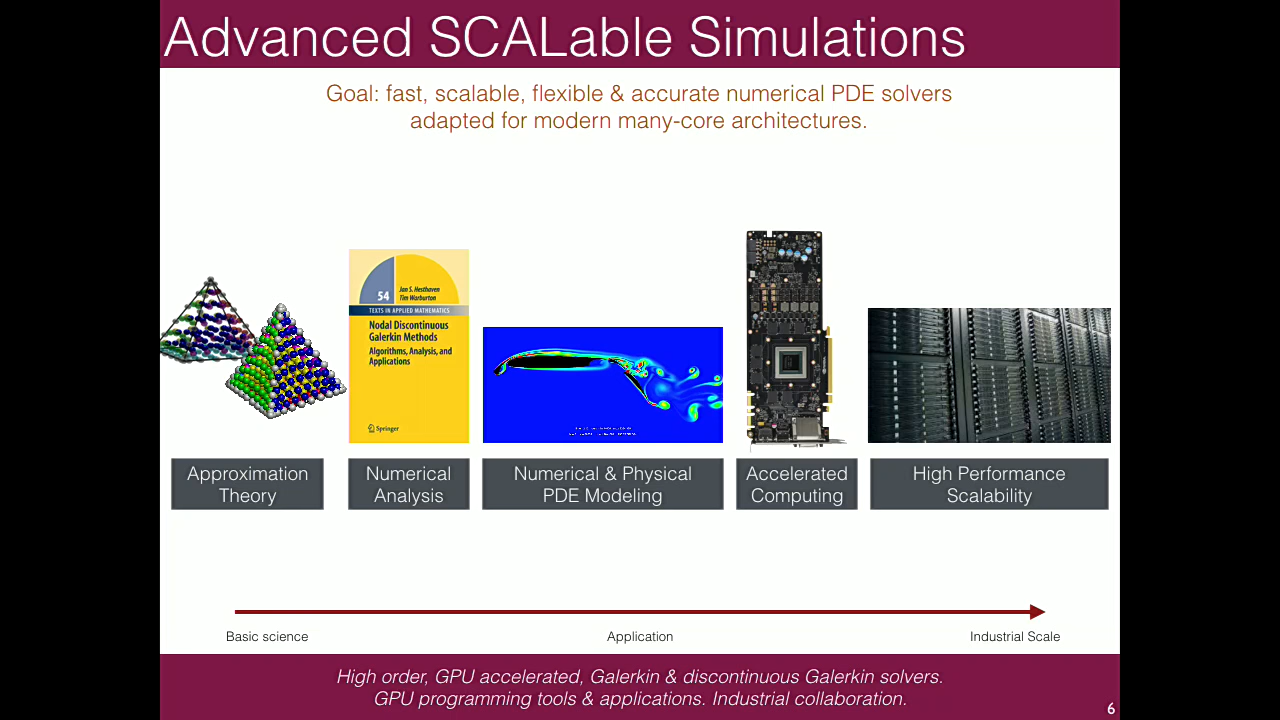 Advanced SCALable Simulations
Goal: fast, scalable, flexible & accurate numerical PDE solvers
adapted for modern many-core architectures.
54
Jan S. Hesthaven
Tim Warburton
TEXTS IN APPLIED MATHEMATICS
Nodal Discontinuous
Galerkin Methods
Algorithms, Analysis, and
Applications
Springer
Approximation
Theory
Numerical
Analysis
Numerical & Physical
PDE Modeling
Accelerated
Computing
High Performance
Scalability
Basic science
Application
Industrial Scale
High order, GPU accelerated, Galerkin & discontinuous Galerkin solvers.
GPU programming tools & applications. Industrial collaboration.
6